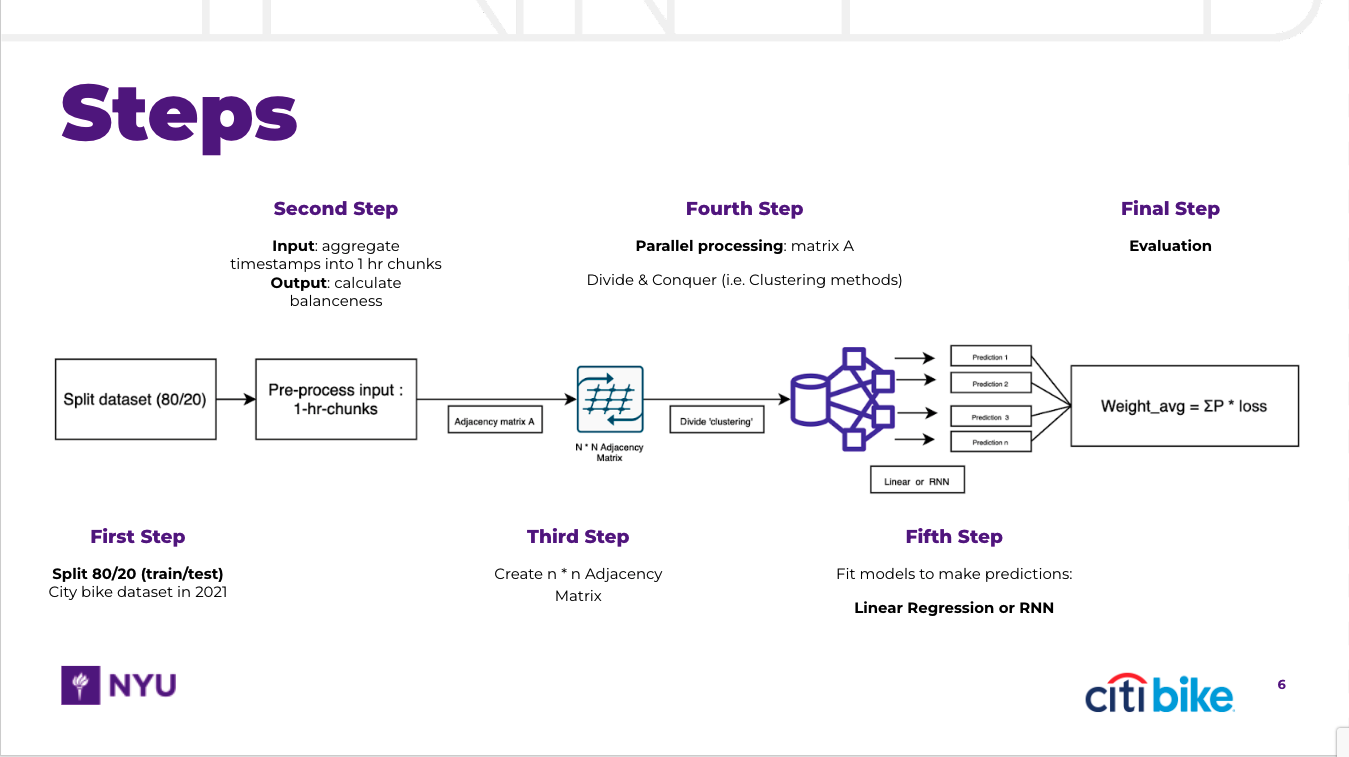 Steps
Second Step
Input: aggregate
timestamps into 1 hr chunks
Output: calculate
balanceness
Fourth Step
Parallel processing: matrix A
Divide & Conquer (i.e. Clustering methods)
Final Step
Evaluation
Split dataset (80/20)
Pre-process input :
1-hr-chunks
Adjacency matrix A
N * N Adjacency
Matrix
Divide 'clustering'
Linear or RNN
Prediction 1
Prediction 2
Prediction 3
Prediction n
Weight_avg = ΣP * loss
First Step
Split 80/20 (train/test)
City bike dataset in 2021
Third Step
Create n * n Adjacency
Matrix
Fifth Step
Fit models to make predictions:
Linear Regression or RNN
NYU
citi bike
6